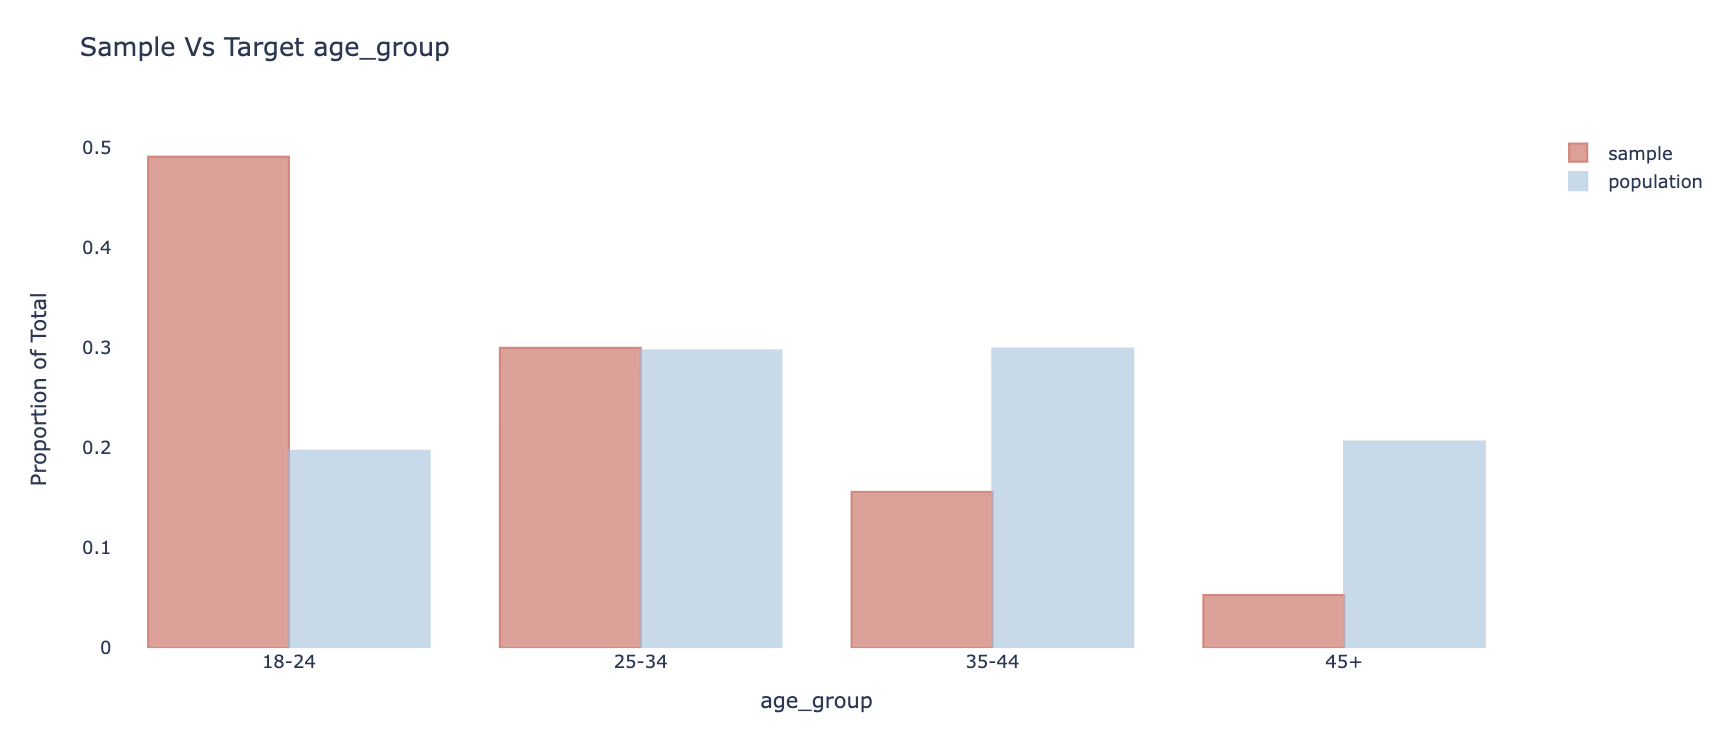 Sample Vs Target age_group
0.5
0.4
0.3
0.2
0.1
0
Proportion of Total
18-24
25-34
35-44
45+
age_group
sample
population